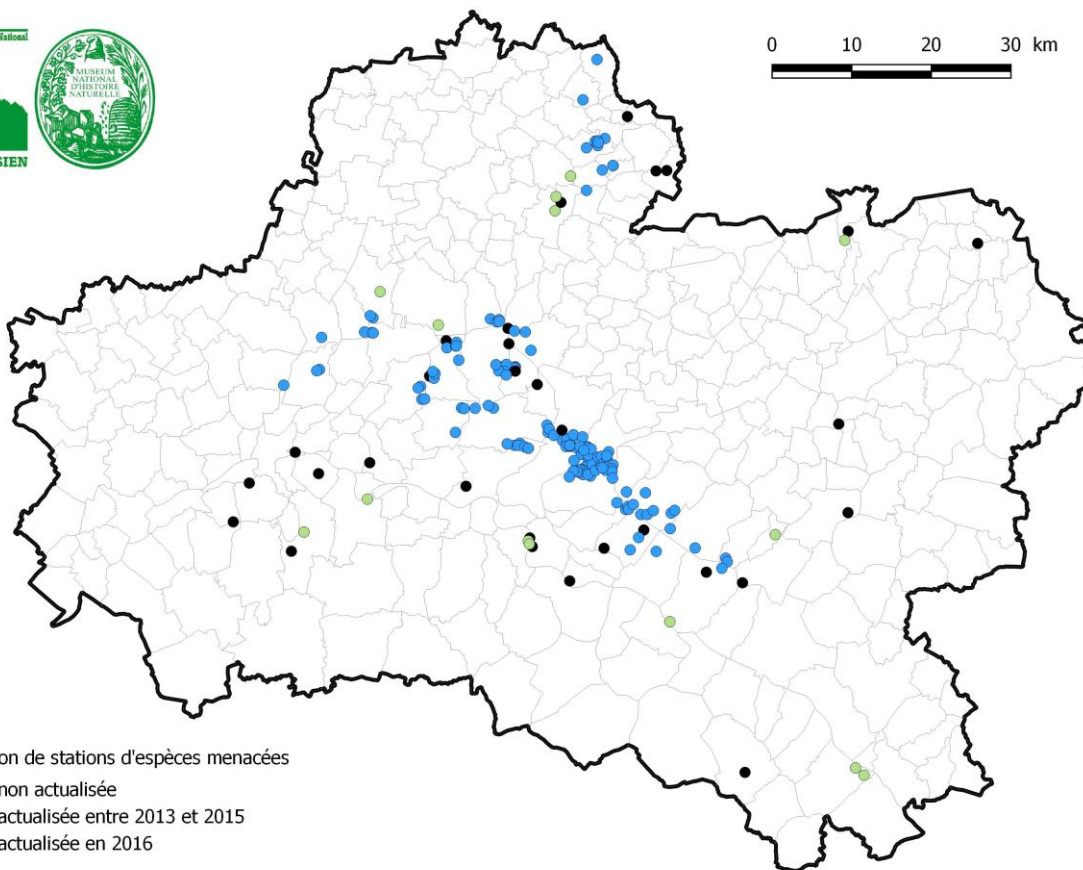 National
MUSEUM
NATIONAL
D'HISTOIRE
NATURELLE
SIEN
0 10 20 30 km
on de stations d'espèces menacées
non actualisée
actualisée entre 2013 et 2015
actualisée en 2016